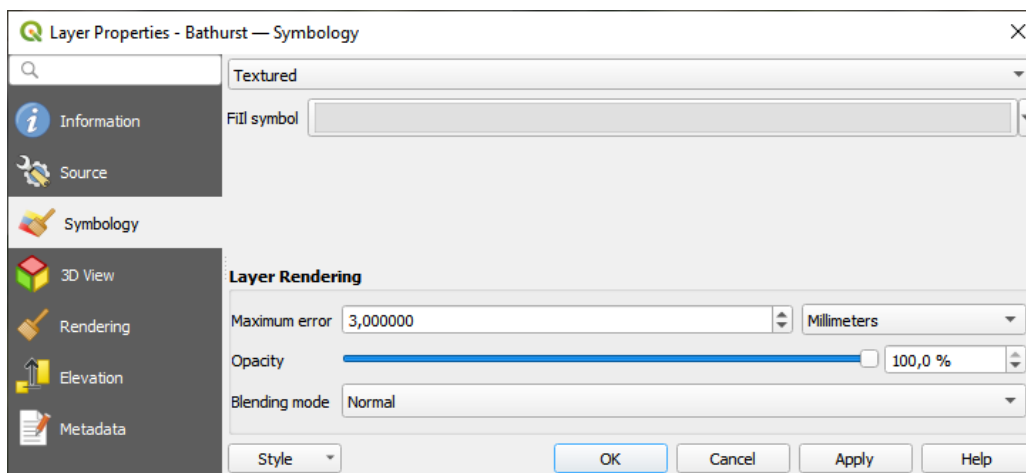 Layer Properties - Bathurst — Symbology
Textured
Information
Fill symbol
Source
Symbology
3D View
Layer Rendering
Rendering
Maximum error 3,000000 Millimeters
Elevation
Opacity 100,0 %
Metadata
Blending mode Normal
Style OK Cancel Apply Help